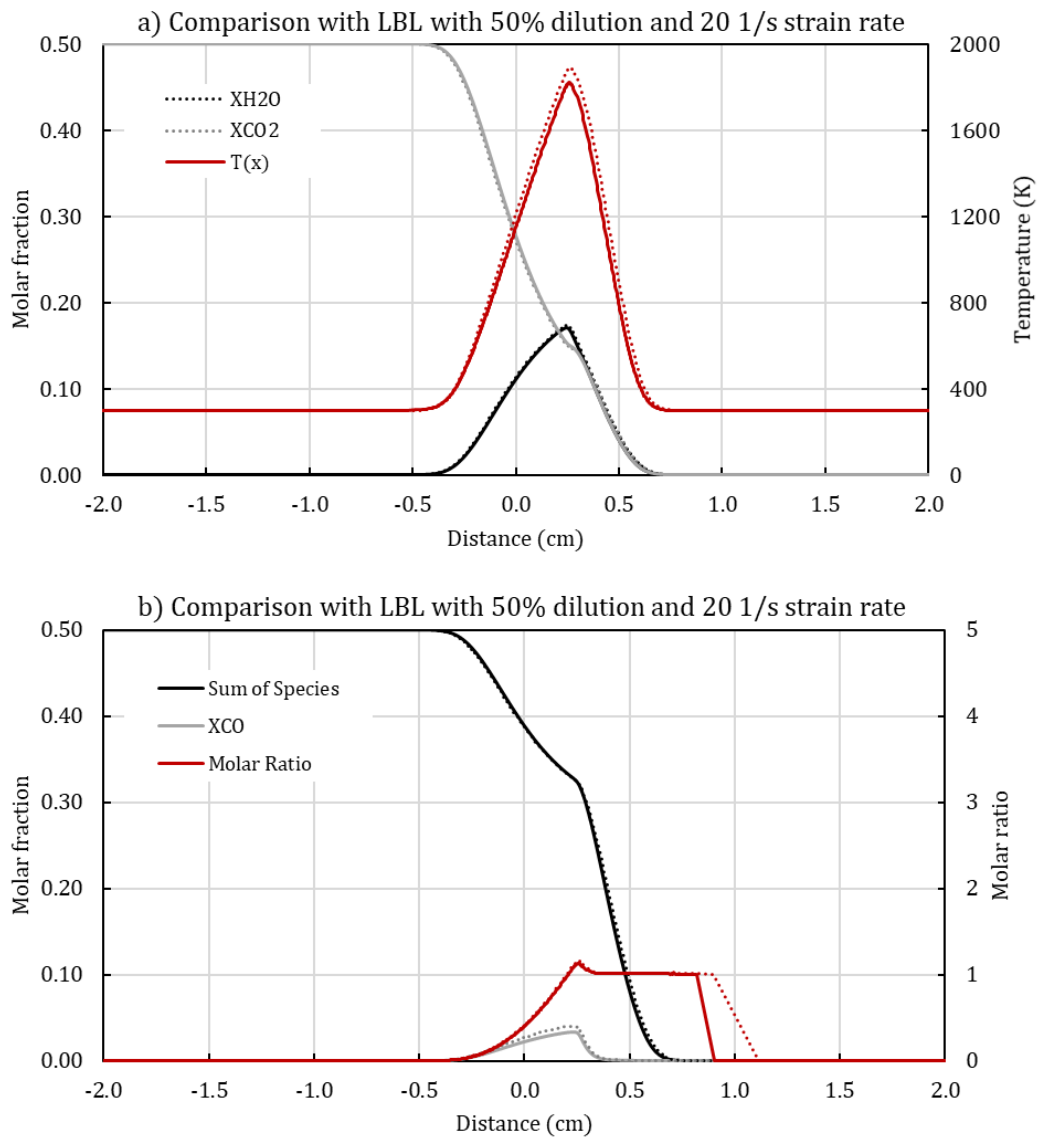 a) Comparison with LBL with 50% dilution and 20 1/s strain rate
0.50
0.40
0.30
0.20
0.10
0.00
Molar fraction
XH2O
XCO2
T(x)
2000
1600
1200
800
400
0
Temperature (K)
-2.0 -1.5 -1.0 -0.5 0.0 0.5 1.0 1.5 2.0
Distance (cm)
b) Comparison with LBL with 50% dilution and 20 1/s strain rate
0.50
0.40
0.30
0.20
0.10
0.00
Molar fraction
Sum of Species
XCO
Molar Ratio
5
4
3
2
1
0
Molar ratio
-2.0 -1.5 -1.0 -0.5 0.0 0.5 1.0 1.5 2.0
Distance (cm)